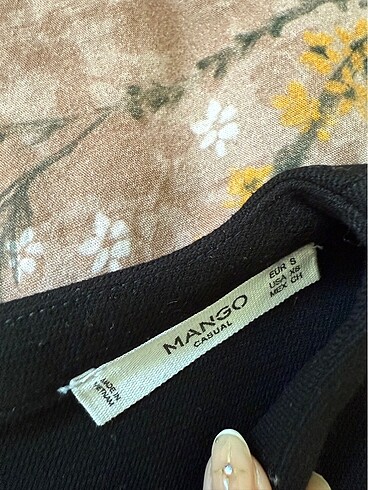 MANGO
CASUAL
EUR S
USA XS
MEX CH
MADE IN
VIETNAM